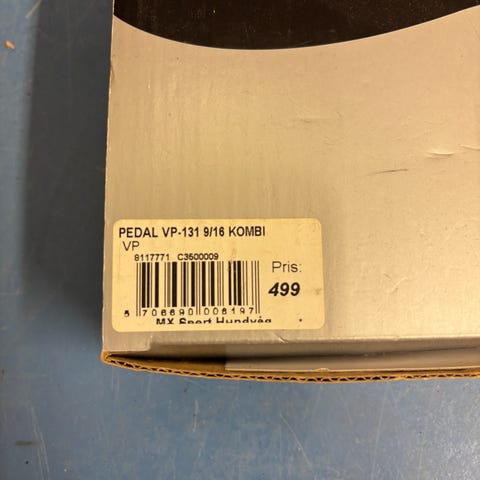 PEDAL VP-131 9/16 KOMBI
VP
8117771 C3500009
Pris:
499
5 706690 006197
MX Sport Hundvåg